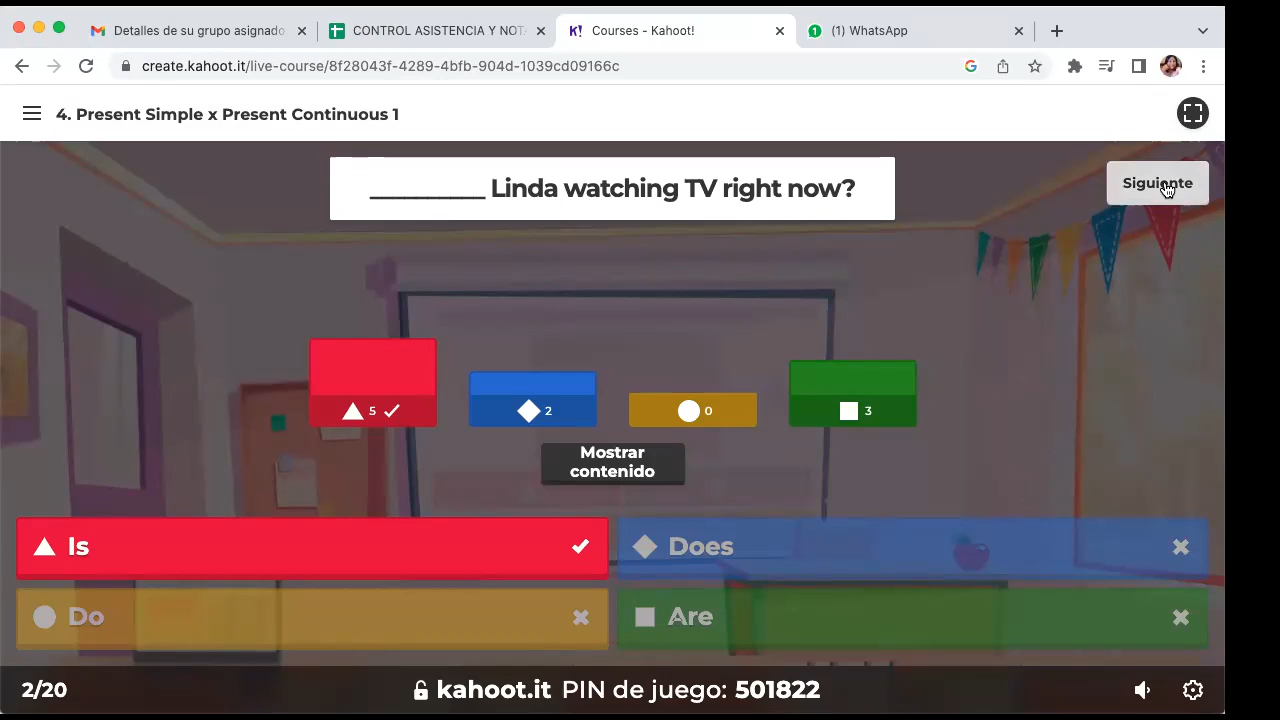 Detalles de su grupo asignado
CONTROL ASISTENCIA Y NOT
K! Courses - Kahoot!
1 (1) WhatsApp
create.kahoot.it/live-course/8f28043f-4289-4bfb-904d-1039cd09166c
4. Present Simple x Present Continuous 1
__________ Linda watching TV right now?
Siguiente
5
2
0
3
Mostrar
contenido
Is
Does
Do
Are
2/20
kahoot.it PIN de juego: 501822